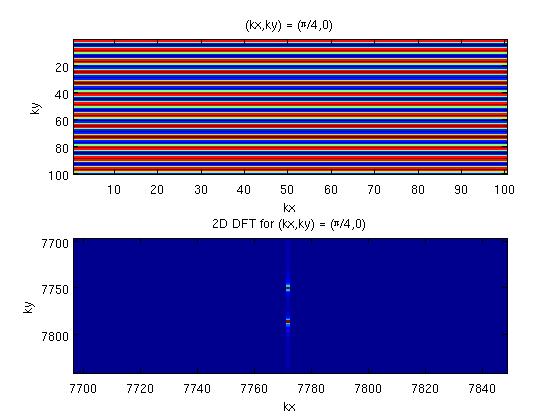 (kx,ky) = (π/4,0)
20
40
60
80
100
ky
10 20 30 40 50 60 70 80 90 100
kx
2D DFT for (kx,ky) = (π/4,0)
7700
7750
7800
ky
7700 7720 7740 7760 7780 7800 7820 7840
kx